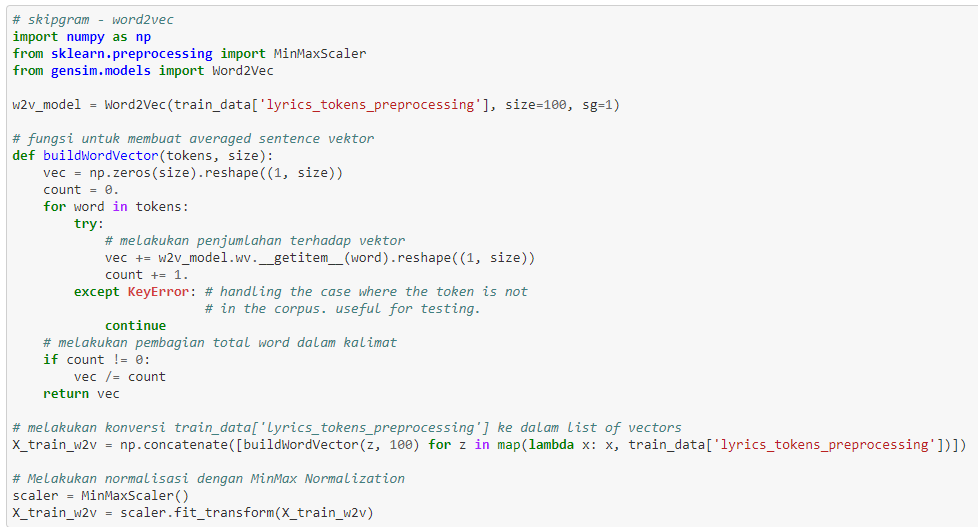 # skipgram - word2vec
import numpy as np
from sklearn.preprocessing import MinMaxScaler
from gensim.models import Word2Vec

w2v_model = Word2Vec(train_data['lyrics_tokens_preprocessing'], size=100, sg=1)

# fungsi untuk membuat averaged sentence vektor
def buildWordVector(tokens, size):
    vec = np.zeros(size).reshape((1, size))
    count = 0.
    for word in tokens:
        try:
            # melakukan penjumlahan terhadap vektor
            vec += w2v_model.wv.__getitem__(word).reshape((1, size))
            count += 1.
        except KeyError: # handling the case where the token is not
                         # in the corpus. useful for testing.
            continue
    # melakukan pembagian total word dalam kalimat
    if count != 0:
        vec /= count
    return vec

# melakukan konversi train_data['lyrics_tokens_preprocessing'] ke dalam list of vectors
X_train_w2v = np.concatenate([buildWordVector(z, 100) for z in map(lambda x: x, train_data['lyrics_tokens_preprocessing'])])

# Melakukan normalisasi dengan MinMax Normalization
scaler = MinMaxScaler()
X_train_w2v = scaler.fit_transform(X_train_w2v)